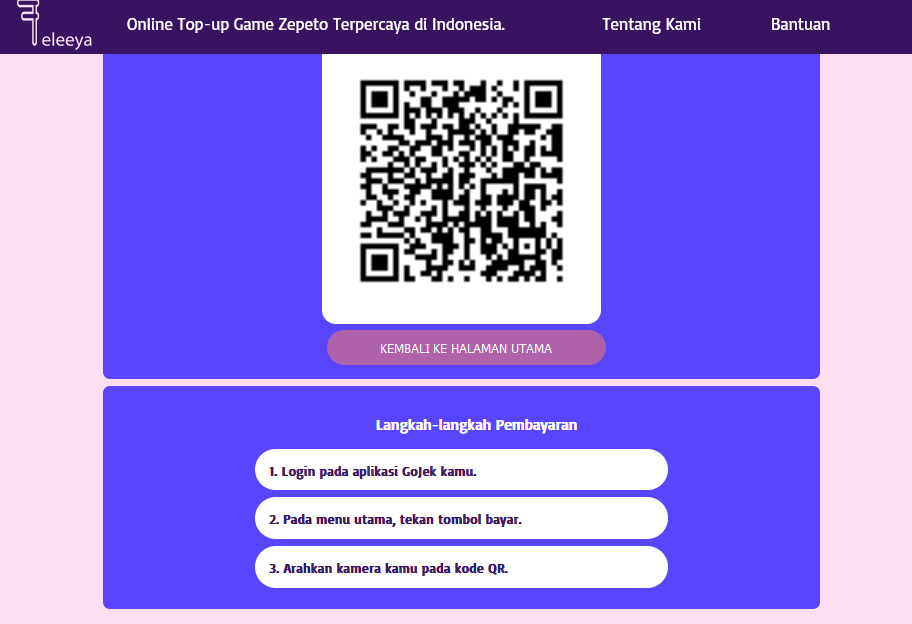 eleeya
Online Top-up Game Zepeto Terpercaya di Indonesia.
Tentang Kami
Bantuan
KEMBALI KE HALAMAN UTAMA
Langkah-langkah Pembayaran
1. Login pada aplikasi GoJek kamu.
2. Pada menu utama, tekan tombol bayar.
3. Arahkan kamera kamu pada kode QR.